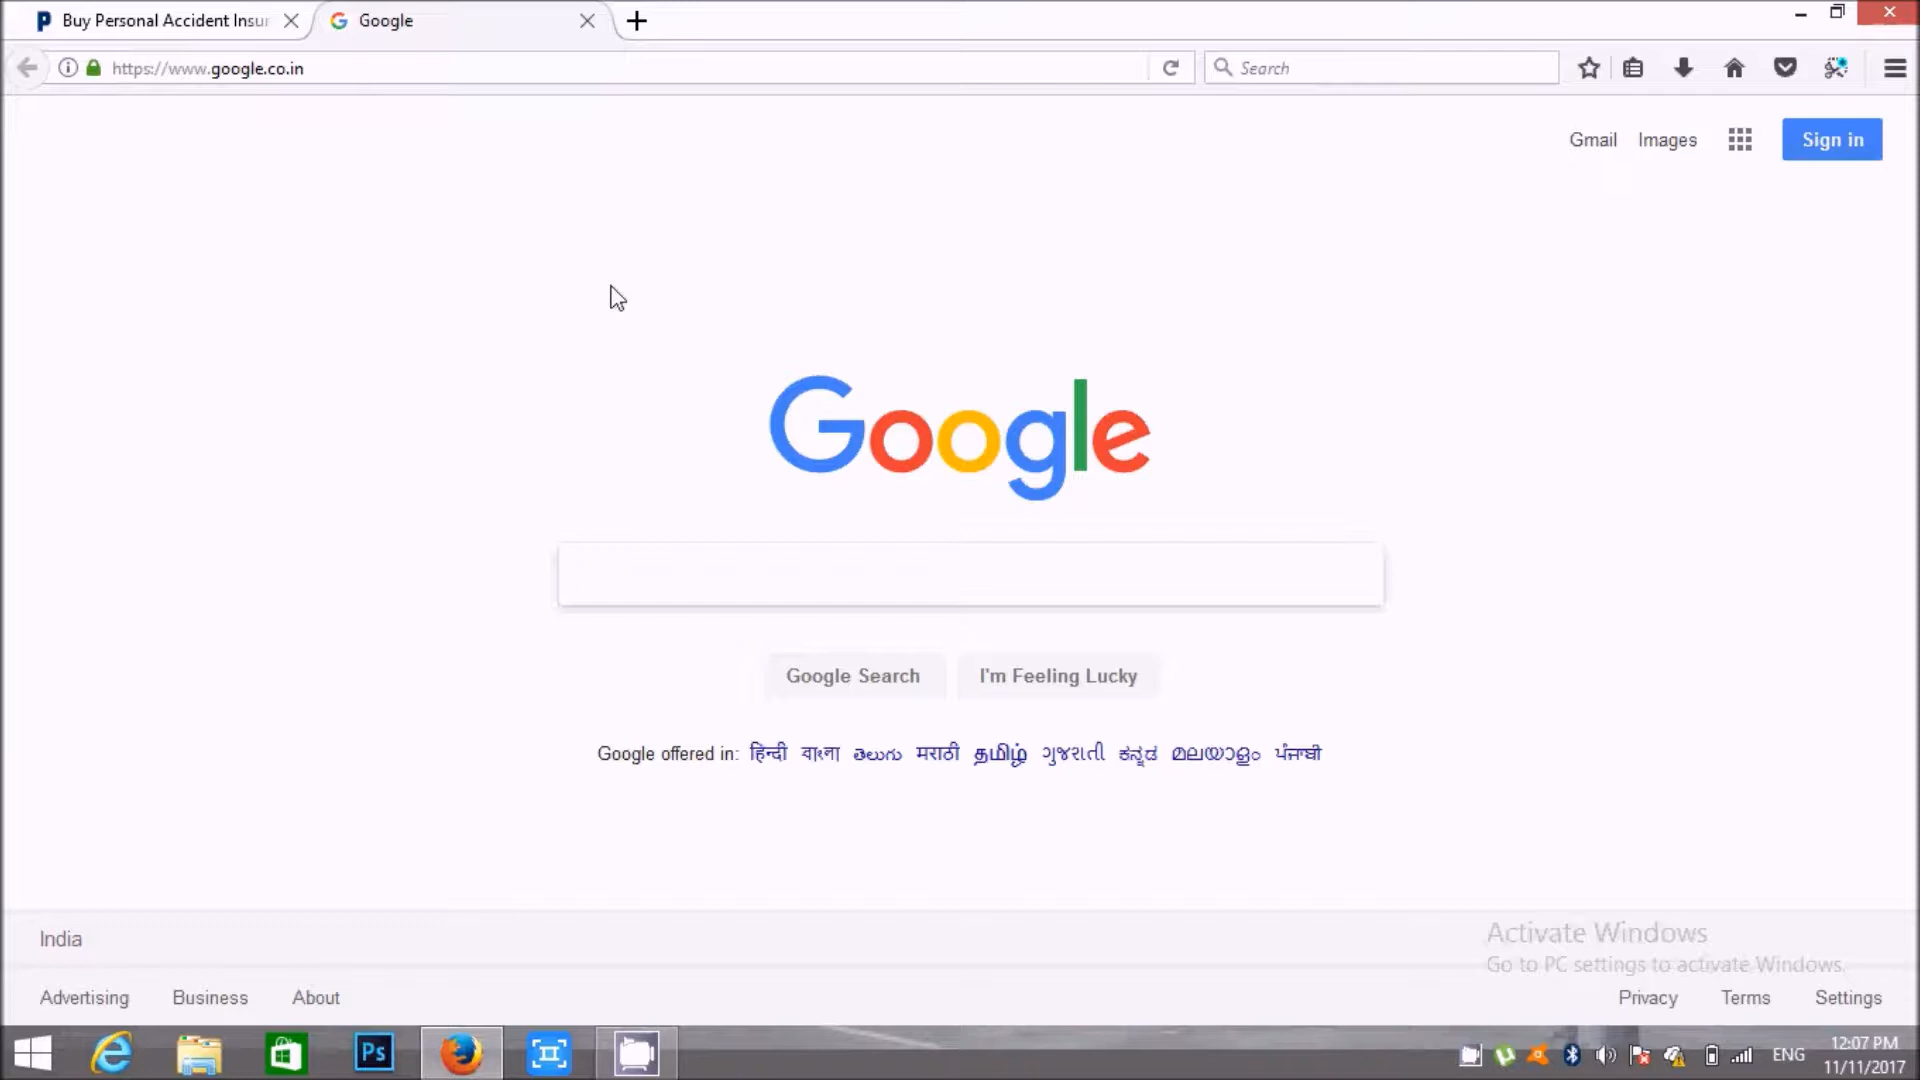 Buy Personal Accident Insur
Google
https://www.google.co.in
Search
Gmail Images Sign in
Google
Google Search I'm Feeling Lucky
Google offered in: हिन्दी বাংলা తెలుగు मराठी தமிழ் ગુજરાતી ಕನ್ನಡ മലയാളം ਪੰਜਾਬੀ
India
Activate Windows
Go to PC settings to activate Windows.
Advertising Business About Privacy Terms Settings
Ps
ENG
12:07 PM
11/11/2017